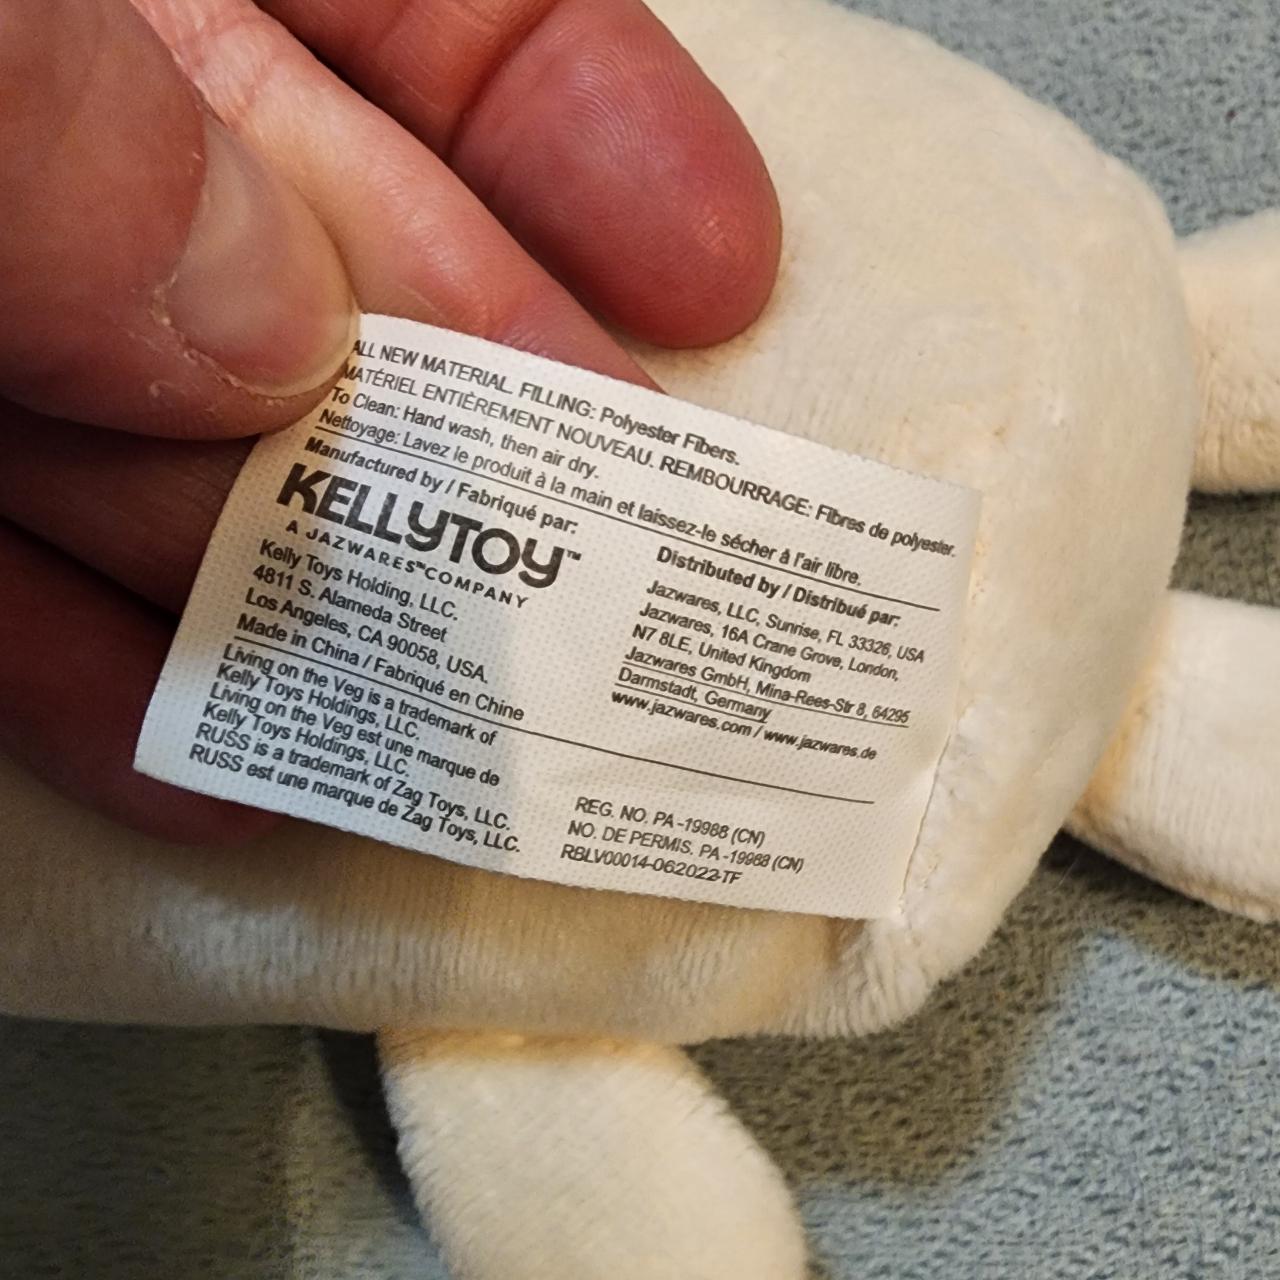 ALL NEW MATERIAL. FILLING: Polyester Fibers.
MATÉRIEL ENTIÈREMENT NOUVEAU. REMBOURRAGE: Fibres de polyester.
To Clean: Hand wash, then air dry.
Nettoyage: Lavez le produit à la main et laissez-le sécher à l'air libre.
Manufactured by / Fabriqué par:
KELLYTOY™
A JAZWARES™ COMPANY
Kelly Toys Holding, LLC.
4811 S. Alameda Street
Los Angeles, CA 90058, USA.
Made in China / Fabriqué en Chine
Distributed by / Distribué par:
Jazwares, LLC, Sunrise, FL 33326, USA
Jazwares, 16A Crane Grove, London,
N7 8LE, United Kingdom
Jazwares GmbH, Mina-Rees-Str 8, 64295
Darmstadt, Germany
www.jazwares.com / www.jazwares.de
Living on the Veg is a trademark of
Kelly Toys Holdings, LLC.
Living on the Veg est une marque de
Kelly Toys Holdings, LLC.
RUSS is a trademark of Zag Toys, LLC.
RUSS est une marque de Zag Toys, LLC.
REG. NO. PA-19988 (CN)
NO. DE PERMIS. PA-19988 (CN)
RBLV00014-062022-TF